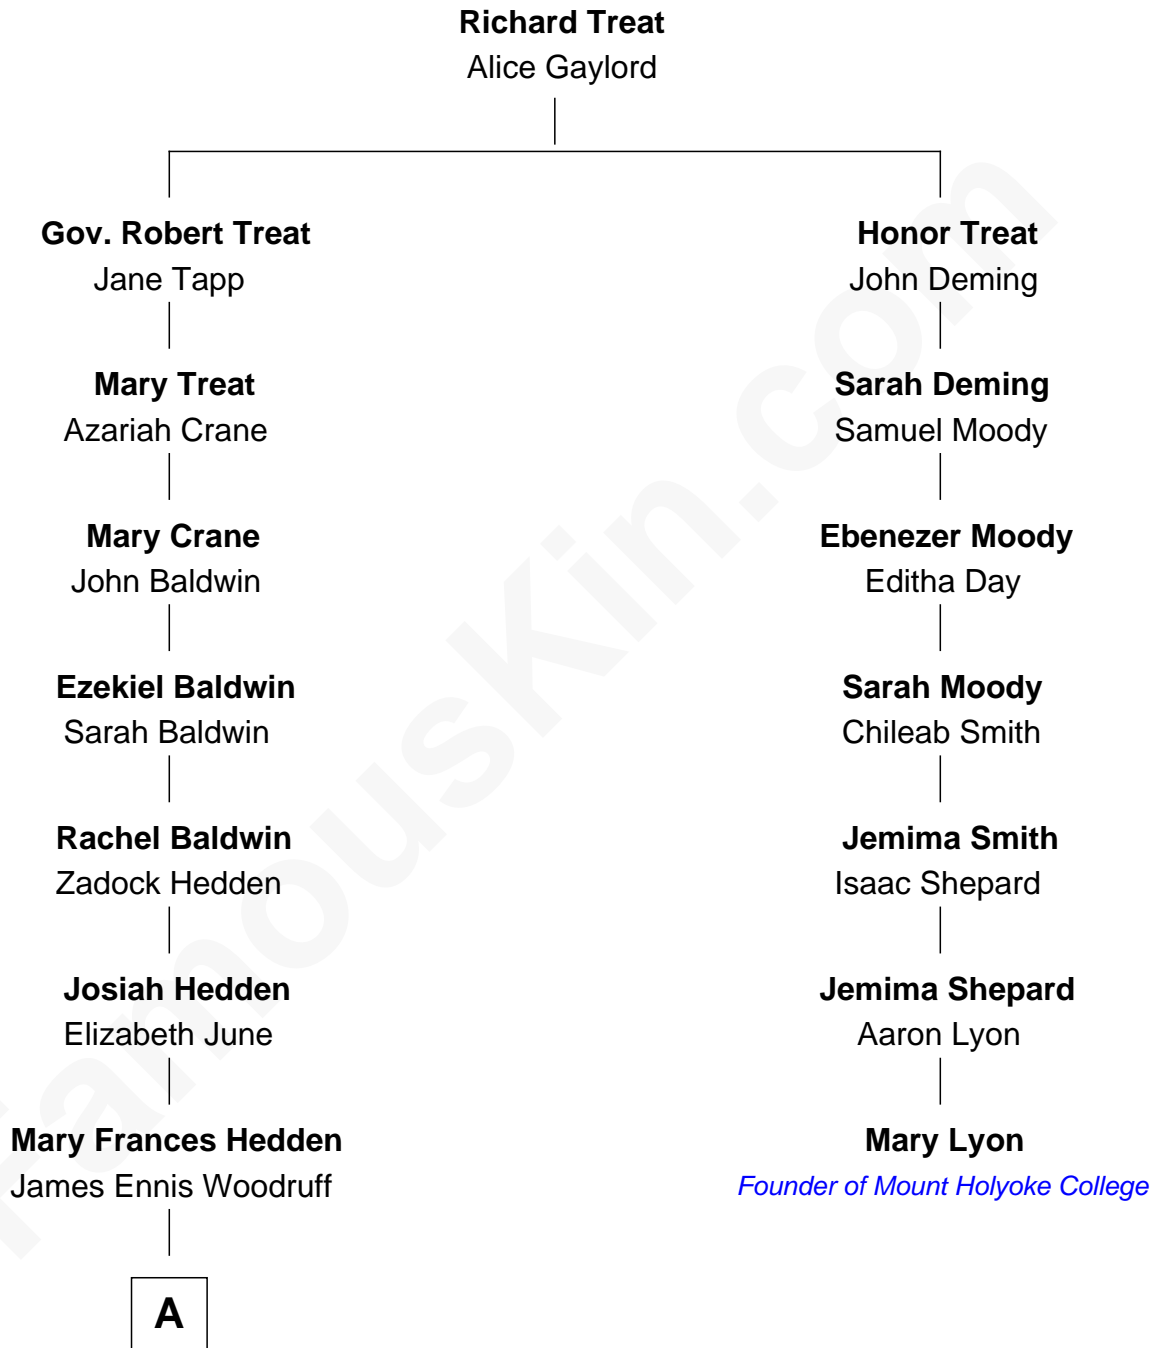 Richard Treat
Alice Gaylord
Gov. Robert Treat
Jane Tapp
Mary Treat
Azariah Crane
Mary Crane
John Baldwin
Ezekiel Baldwin
Sarah Baldwin
Rachel Baldwin
Zadock Hedden
Josiah Hedden
Elizabeth June
Mary Frances Hedden
James Ennis Woodruff
A
Honor Treat
John Deming
Sarah Deming
Samuel Moody
Ebenezer Moody
Editha Day
Sarah Moody
Chileab Smith
Jemima Smith
Isaac Shepard
Jemima Shepard
Aaron Lyon
Mary Lyon
Founder of Mount Holyoke College
FamousKin.com